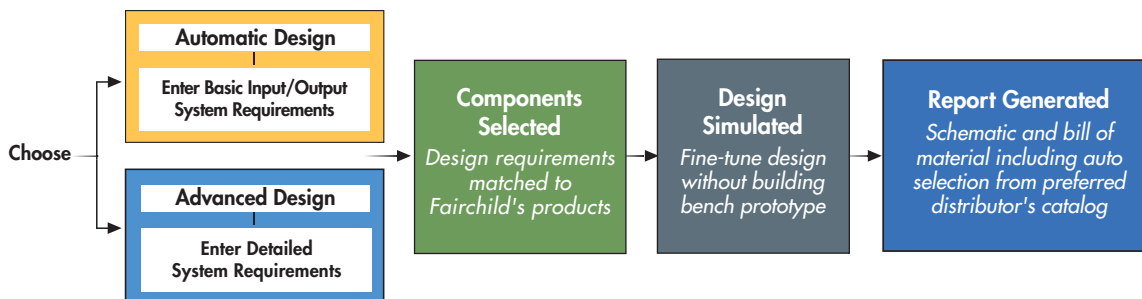 Choose
Automatic Design
Enter Basic Input/Output
System Requirements
Advanced Design
Enter Detailed
System Requirements
Components
Selected
Design requirements
matched to
Fairchild's products
Design
Simulated
Fine-tune design
without building
bench prototype
Report Generated
Schematic and bill of
material including auto
selection from preferred
distributor's catalog